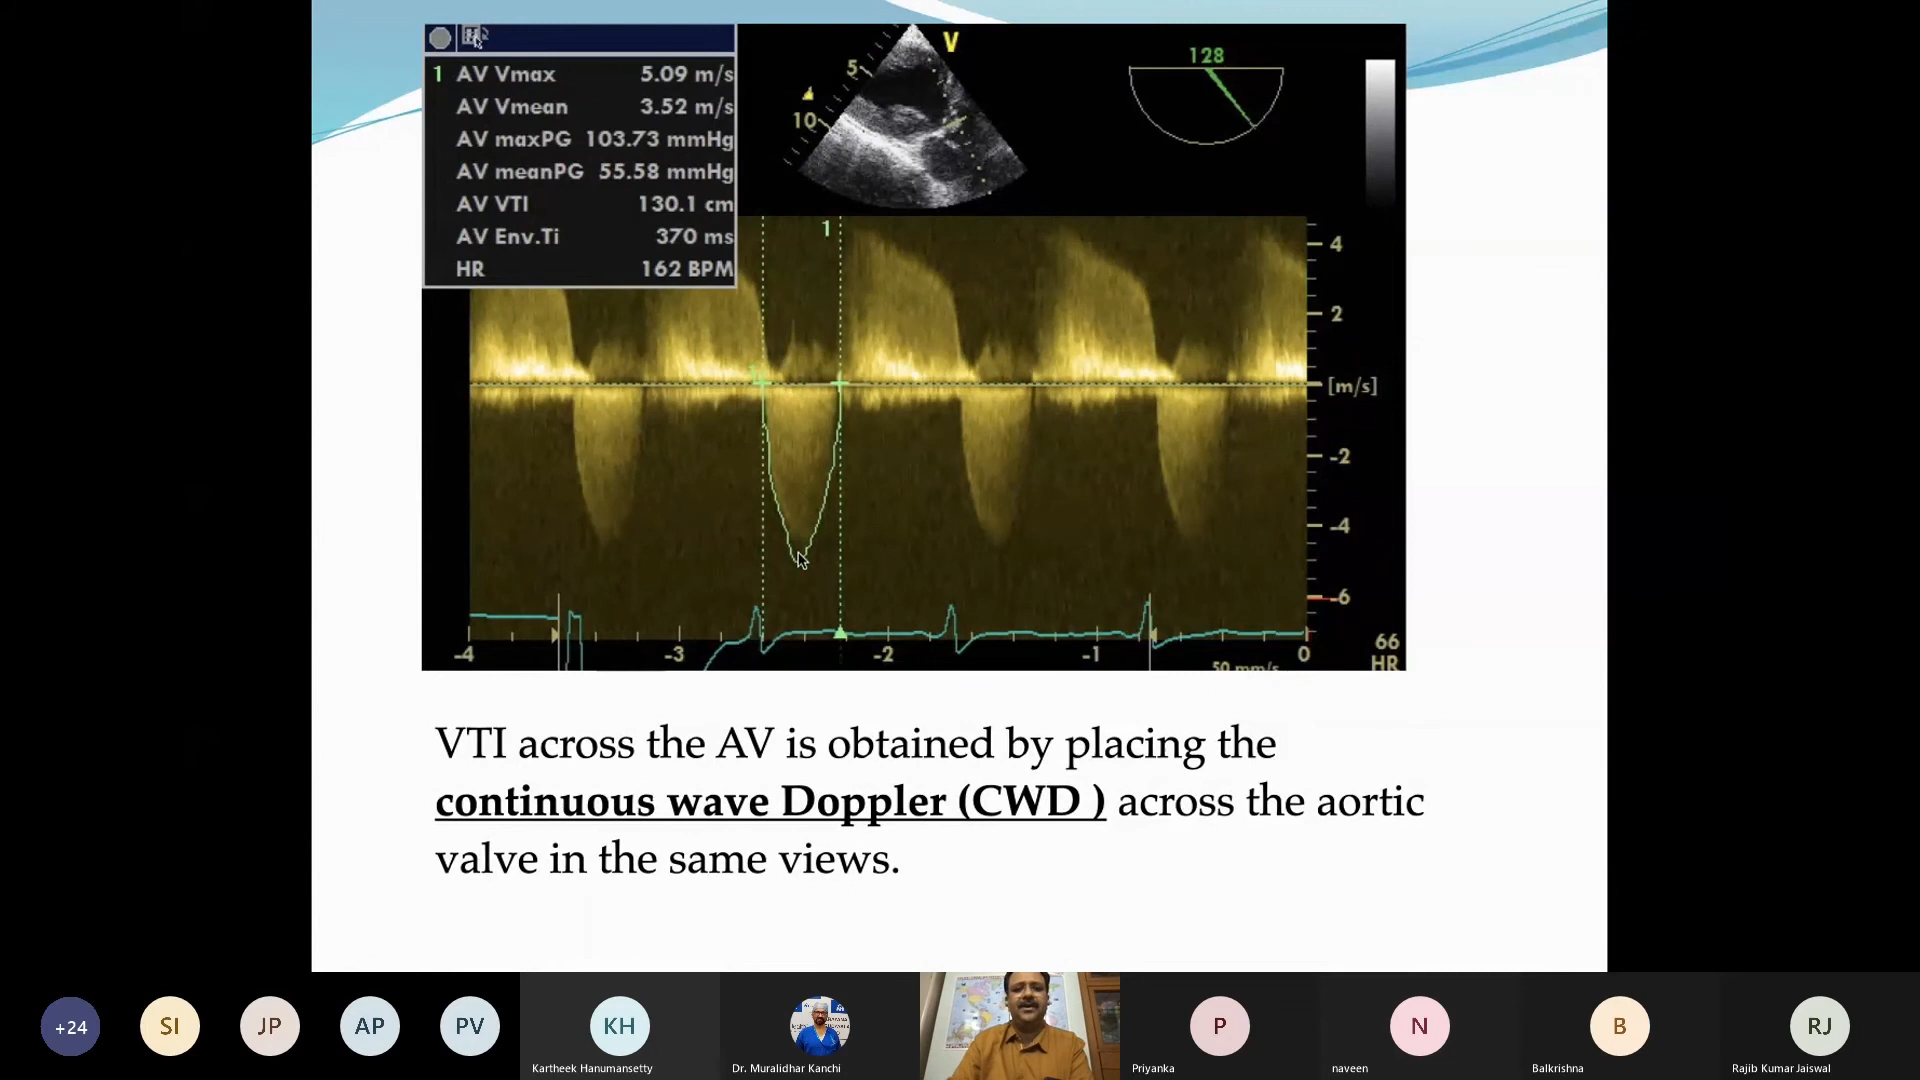 1 AV Vmax 5.09 m/s
AV Vmean 3.52 m/s
AV maxPG 103.73 mmHg
AV meanPG 55.58 mmHg
AV VTI 130.1 cm
AV Env.Ti 370 ms
HR 162 BPM
V
5
10
128
1
4
2
[m/s]
-2
-4
-6
1
-4 -3 -2 -1 0
50 mm/s
66
HR
VTI across the AV is obtained by placing the
continuous wave Doppler (CWD ) across the aortic
valve in the same views.
+24 SI JP AP PV KH P N B RJ
Kartheek Hanumansetty Dr. Muralidhar Kanchi Priyanka naveen Balkrishna Rajib Kumar Jaiswal